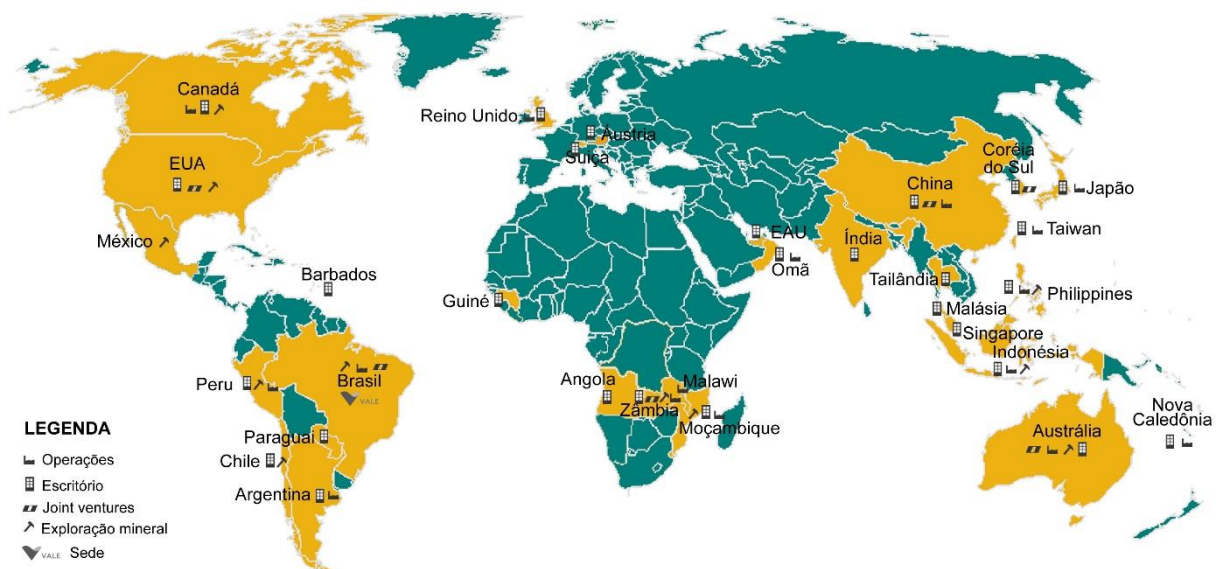 Canadá
Reino Unido
Áustria
Suiça
EUA
Coréia
do Sul
China
Japão
México
EAU
Índia
Taiwan
Barbados
Omã
Tailândia
Guiné
Philippines
Malásia
Singapore
Indonésia
Peru
Brasil
VALE
Angola
Malawi
Zâmbia
Moçambique
Nova
Caledônia
Austrália
Paraguai
Chile
Argentina
LEGENDA
Operações
Escritório
Joint ventures
Exploração mineral
VALE Sede